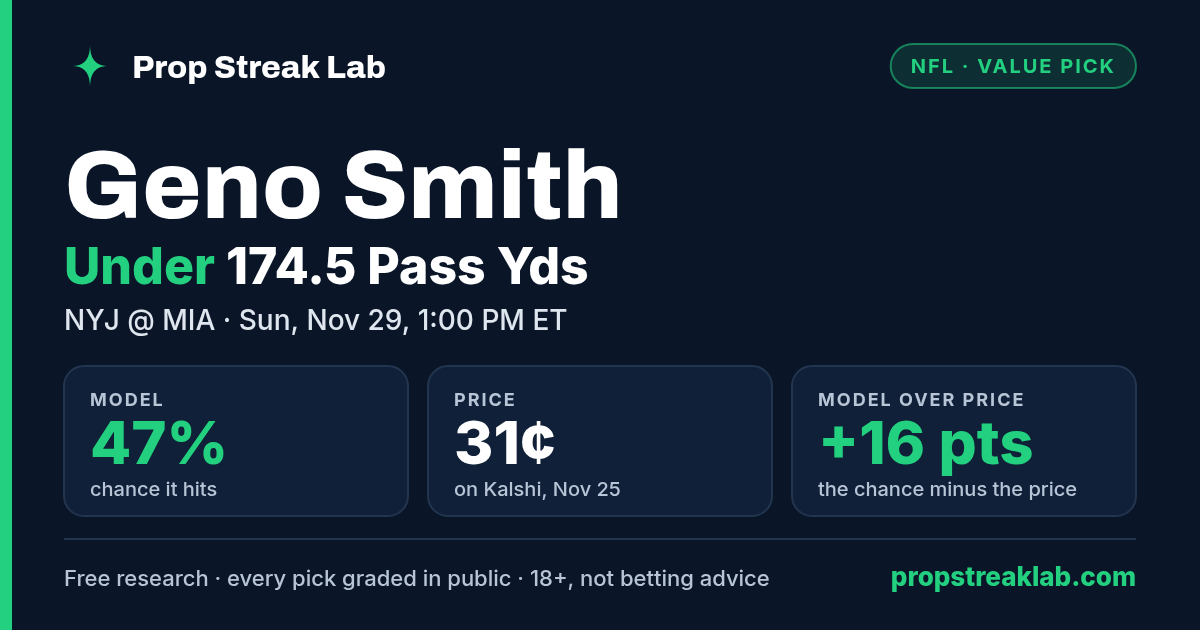 Prop Streak Lab
NFL · VALUE PICK
Geno Smith
Under 174.5 Pass Yds
NYJ @ MIA · Sun, Nov 29, 1:00 PM ET
MODEL
47%
chance it hits
PRICE
31¢
on Kalshi, Nov 25
MODEL OVER PRICE
+16 pts
the chance minus the price
Free research · every pick graded in public · 18+, not betting advice
propstreaklab.com